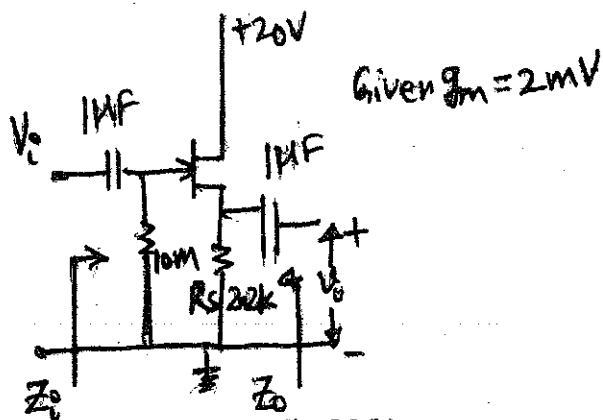 +20V
Given gm = 2mV
1μF
Vi
1μF
10M
Rs 2.2k
+
Vo
-
Zi
Zo